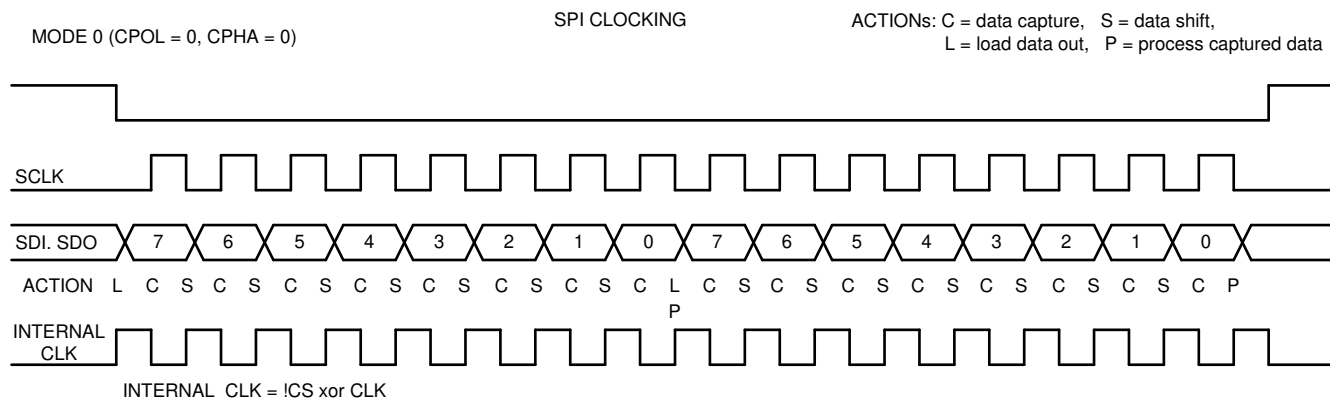 SPI CLOCKING
ACTIONs: C = data capture, S = data shift,
MODE 0 (CPOL = 0, CPHA = 0)
L = load data out, P = process captured data
SCLK
SDI. SDO 7 6 5 4 3 2 1 0 7 6 5 4 3 2 1 0
ACTION L C S C S C S C S C S C S C S C L C S C S C S C S C S C S C S C P
P
INTERNAL
CLK
INTERNAL CLK = !CS xor CLK